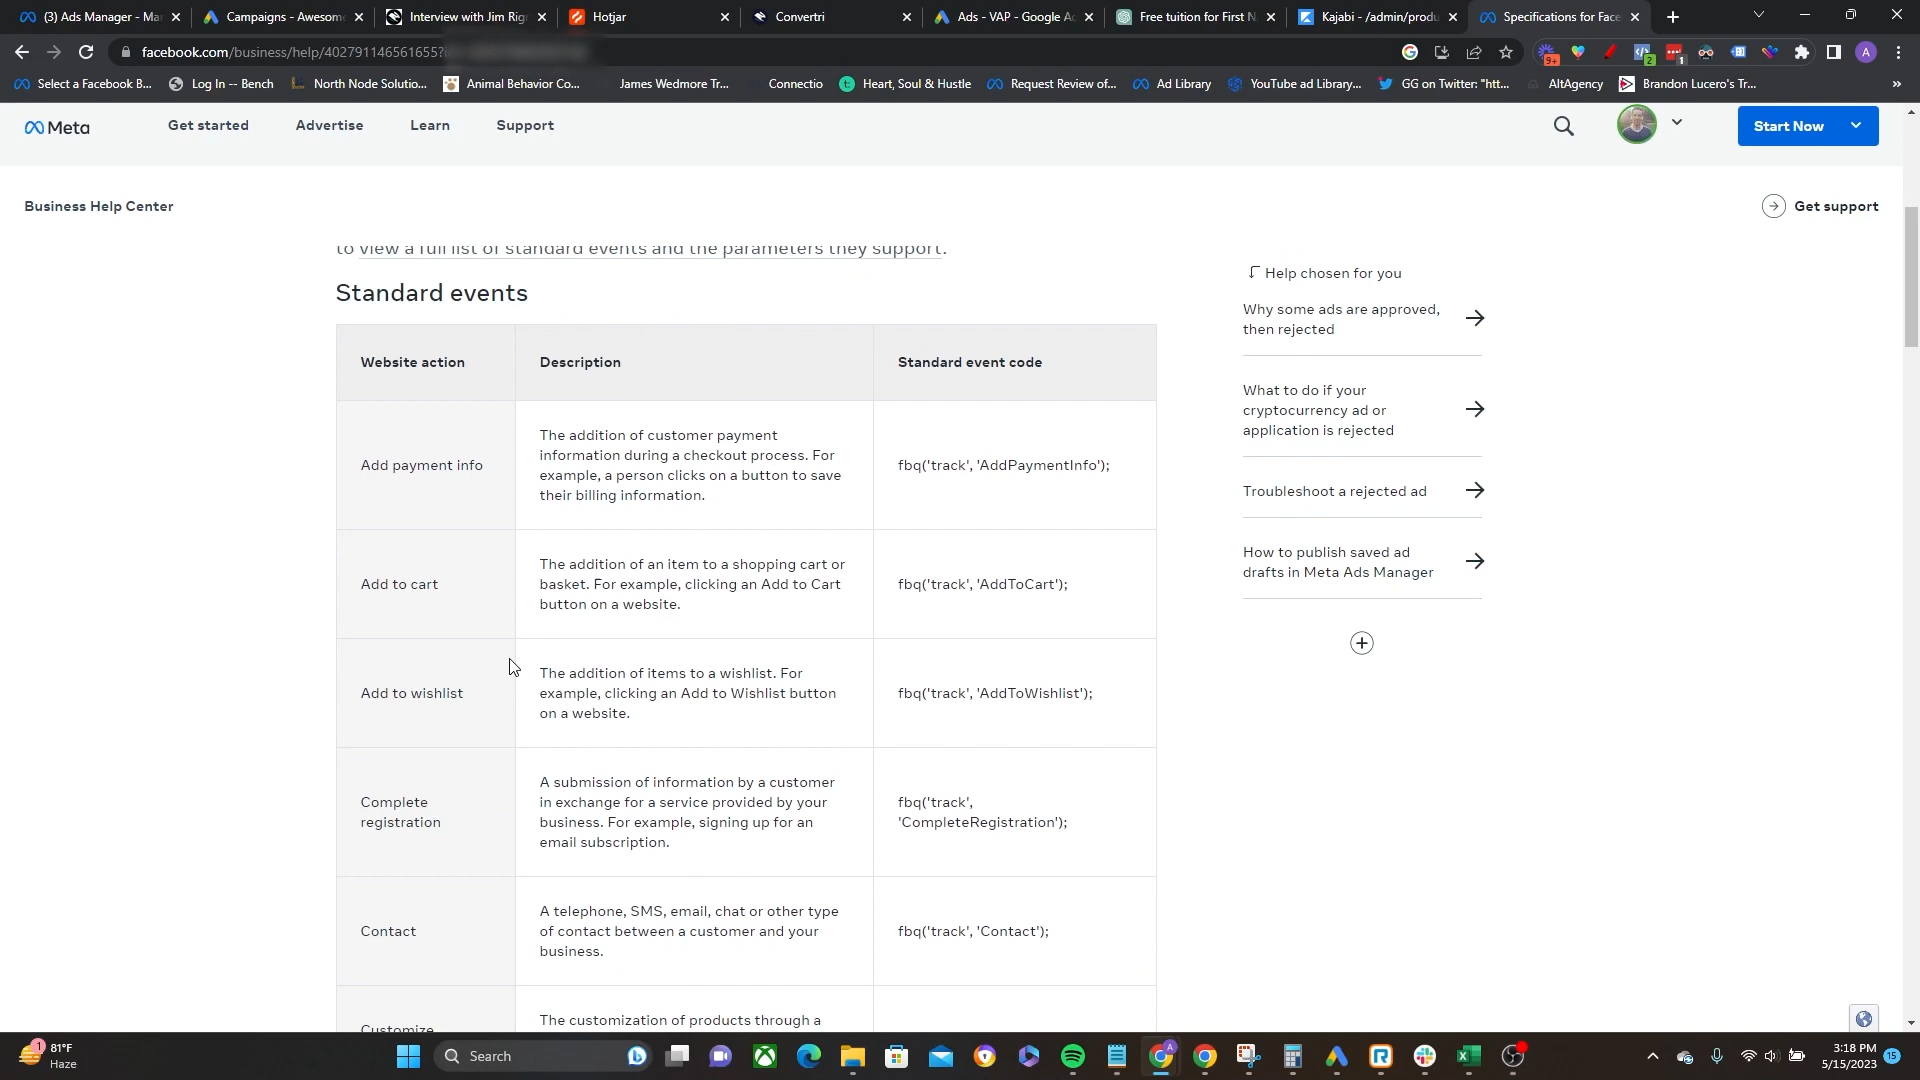 (3) Ads Manager - Mar
Campaigns - Awesome
Interview with Jim Rig
Hotjar
Convertri
Ads - VAP - Google Ad
Free tuition for First N
Kajabi - /admin/produ
Specifications for Face
facebook.com/business/help/402791146561655?
Select a Facebook B...
Log In -- Bench
North Node Solutio...
Animal Behavior Co...
James Wedmore Tr...
Connectio
Heart, Soul & Hustle
Request Review of...
Ad Library
YouTube ad Library...
GG on Twitter: "htt...
AltAgency
Brandon Lucero's Tr...
Meta
Get started
Advertise
Learn
Support
Start Now
Business Help Center
Get support
to view a full list of standard events and the parameters they support.
Standard events
Website action
Description
Standard event code
Add payment info
The addition of customer payment
information during a checkout process. For
example, a person clicks on a button to save
their billing information.
fbq('track', 'AddPaymentInfo');
Add to cart
The addition of an item to a shopping cart or
basket. For example, clicking an Add to Cart
button on a website.
fbq('track', 'AddToCart');
Add to wishlist
The addition of items to a wishlist. For
example, clicking an Add to Wishlist button
on a website.
fbq('track', 'AddToWishlist');
Complete
registration
A submission of information by a customer
in exchange for a service provided by your
business. For example, signing up for an
email subscription.
fbq('track',
'CompleteRegistration');
Contact
A telephone, SMS, email, chat or other type
of contact between a customer and your
business.
fbq('track', 'Contact');
Customize
The customization of products through a
Help chosen for you
Why some ads are approved,
then rejected
What to do if your
cryptocurrency ad or
application is rejected
Troubleshoot a rejected ad
How to publish saved ad
drafts in Meta Ads Manager
81°F
Haze
Search
3:18 PM
5/15/2023
15